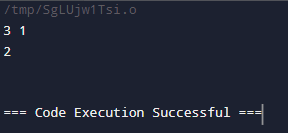 /tmp/SgLUjw1Tsi.o
3 1
2
=== Code Execution Successful ===